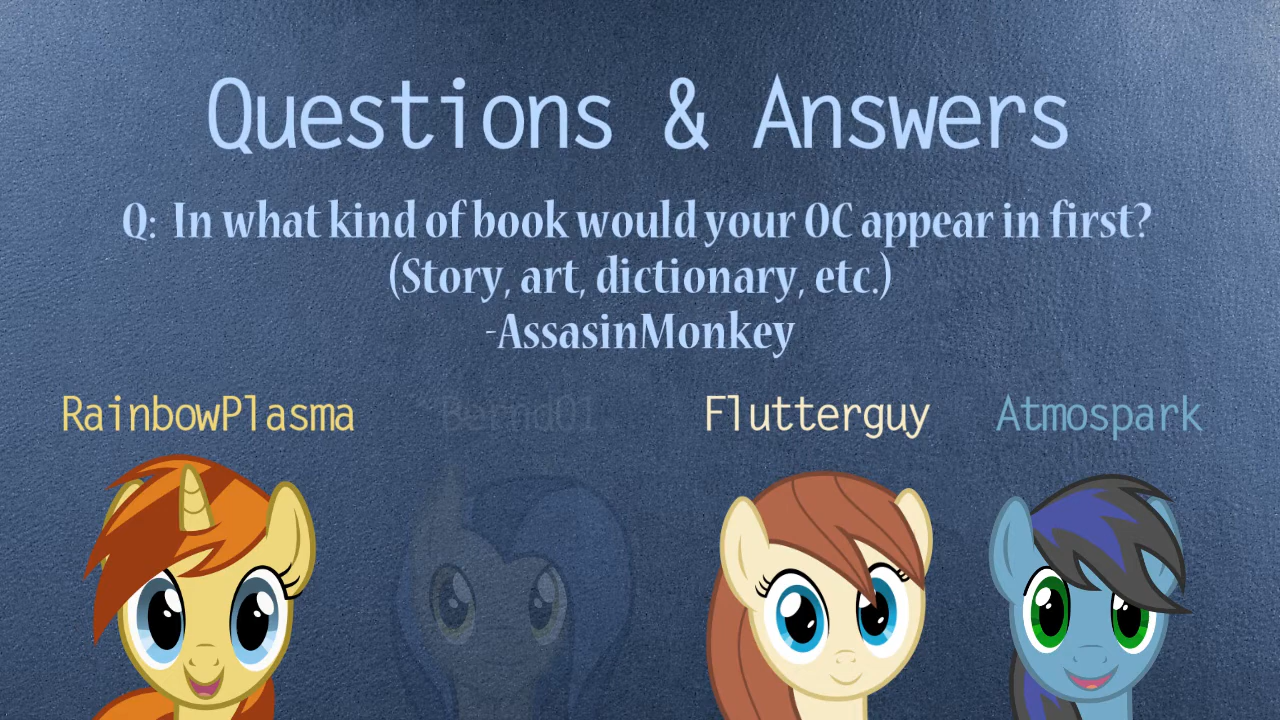 Questions & Answers
Q: In what kind of book would your OC appear in first?
(Story, art, dictionary, etc.)
-AssasinMonkey
RainbowPlasma Bernd01 Flutterguy Atmospark